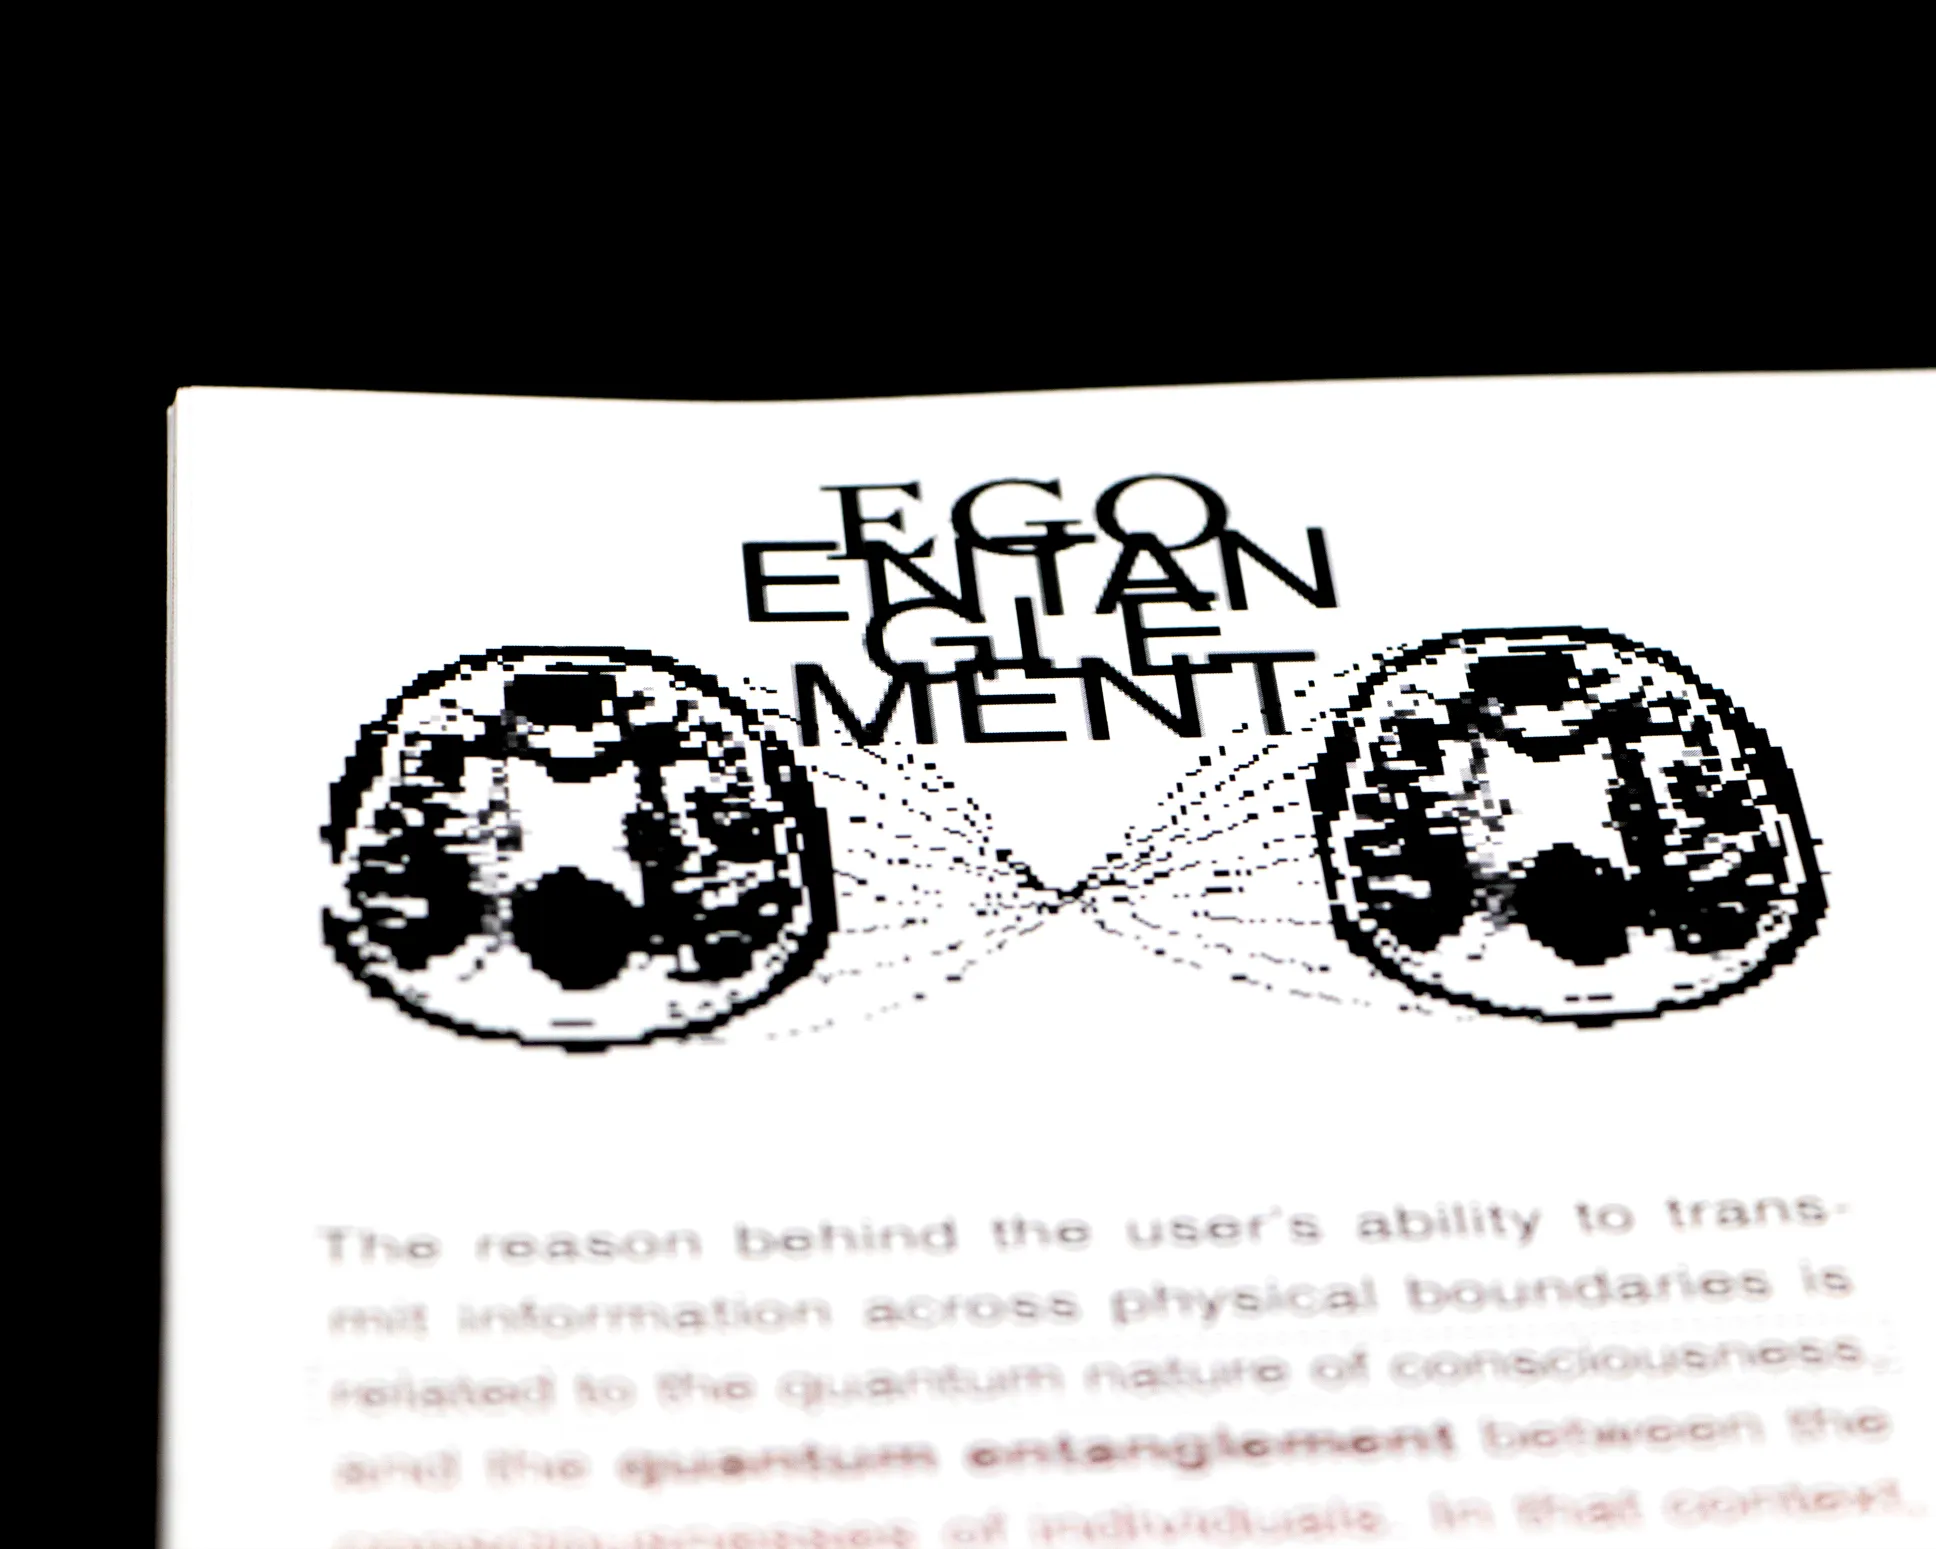 EGO
ENTAN
GLE
MENT
The reason behind the user's ability to trans-
mit information across physical boundaries is
related to the quantum nature of consciousness,
and the quantum entanglement between the
consciousnesses of individuals. In that context,